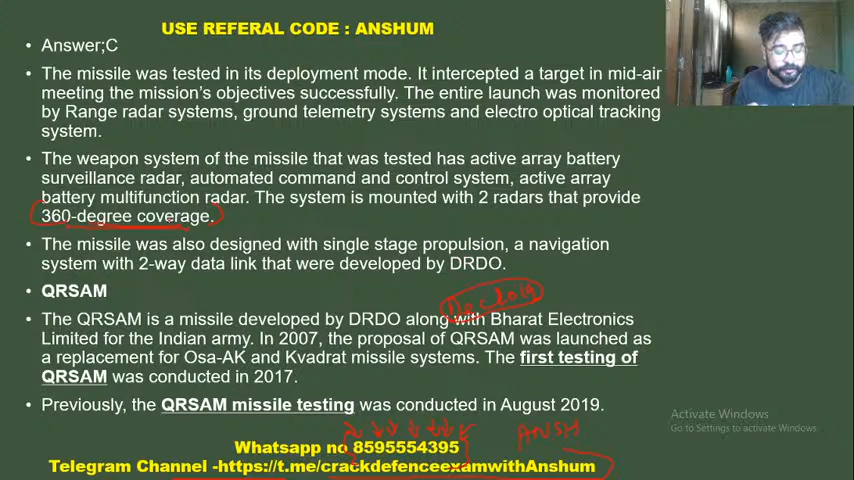 USE REFERAL CODE : ANSHUM
• Answer;C
• The missile was tested in its deployment mode. It intercepted a target in mid-air
meeting the mission's objectives successfully. The entire launch was monitored
by Range radar systems, ground telemetry systems and electro optical tracking
system.
• The weapon system of the missile that was tested has active array battery
surveillance radar, automated command and control system, active array
battery multifunction radar. The system is mounted with 2 radars that provide
360-degree coverage.
• The missile was also designed with single stage propulsion, a navigation
system with 2-way data link that were developed by DRDO.
• QRSAM
Dec 2019
• The QRSAM is a missile developed by DRDO along with Bharat Electronics
Limited for the Indian army. In 2007, the proposal of QRSAM was launched as
a replacement for Osa-AK and Kvadrat missile systems. The first testing of
QRSAM was conducted in 2017.
• Previously, the QRSAM missile testing was conducted in August 2019.
Activate Windows
Go to Settings to activate Windows.
ANSH
Whatsapp no 8595554395
Telegram Channel -https://t.me/crackdefenceexamwithAnshum